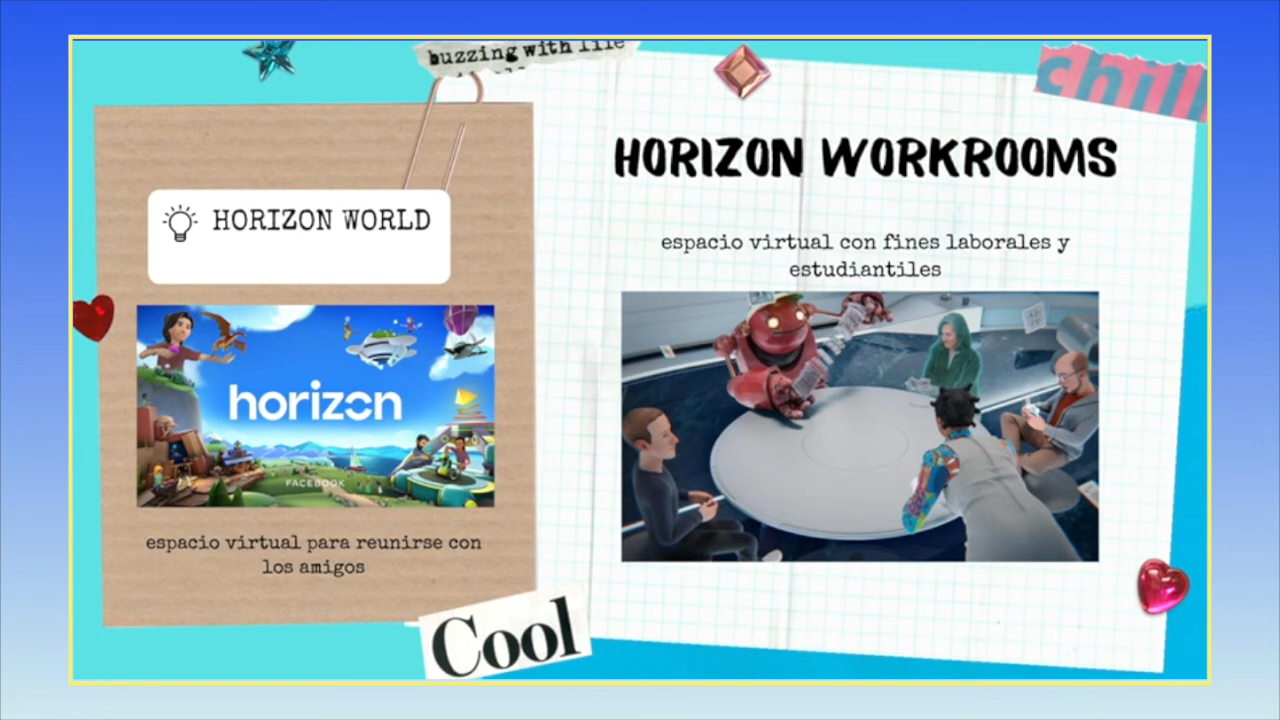 buzzing with life
chill
HORIZON WORLD
horizon
FACEBOOK
espacio virtual para reunirse con
los amigos
Cool
HORIZON WORKROOMS
espacio virtual con fines laborales y
estudiantiles